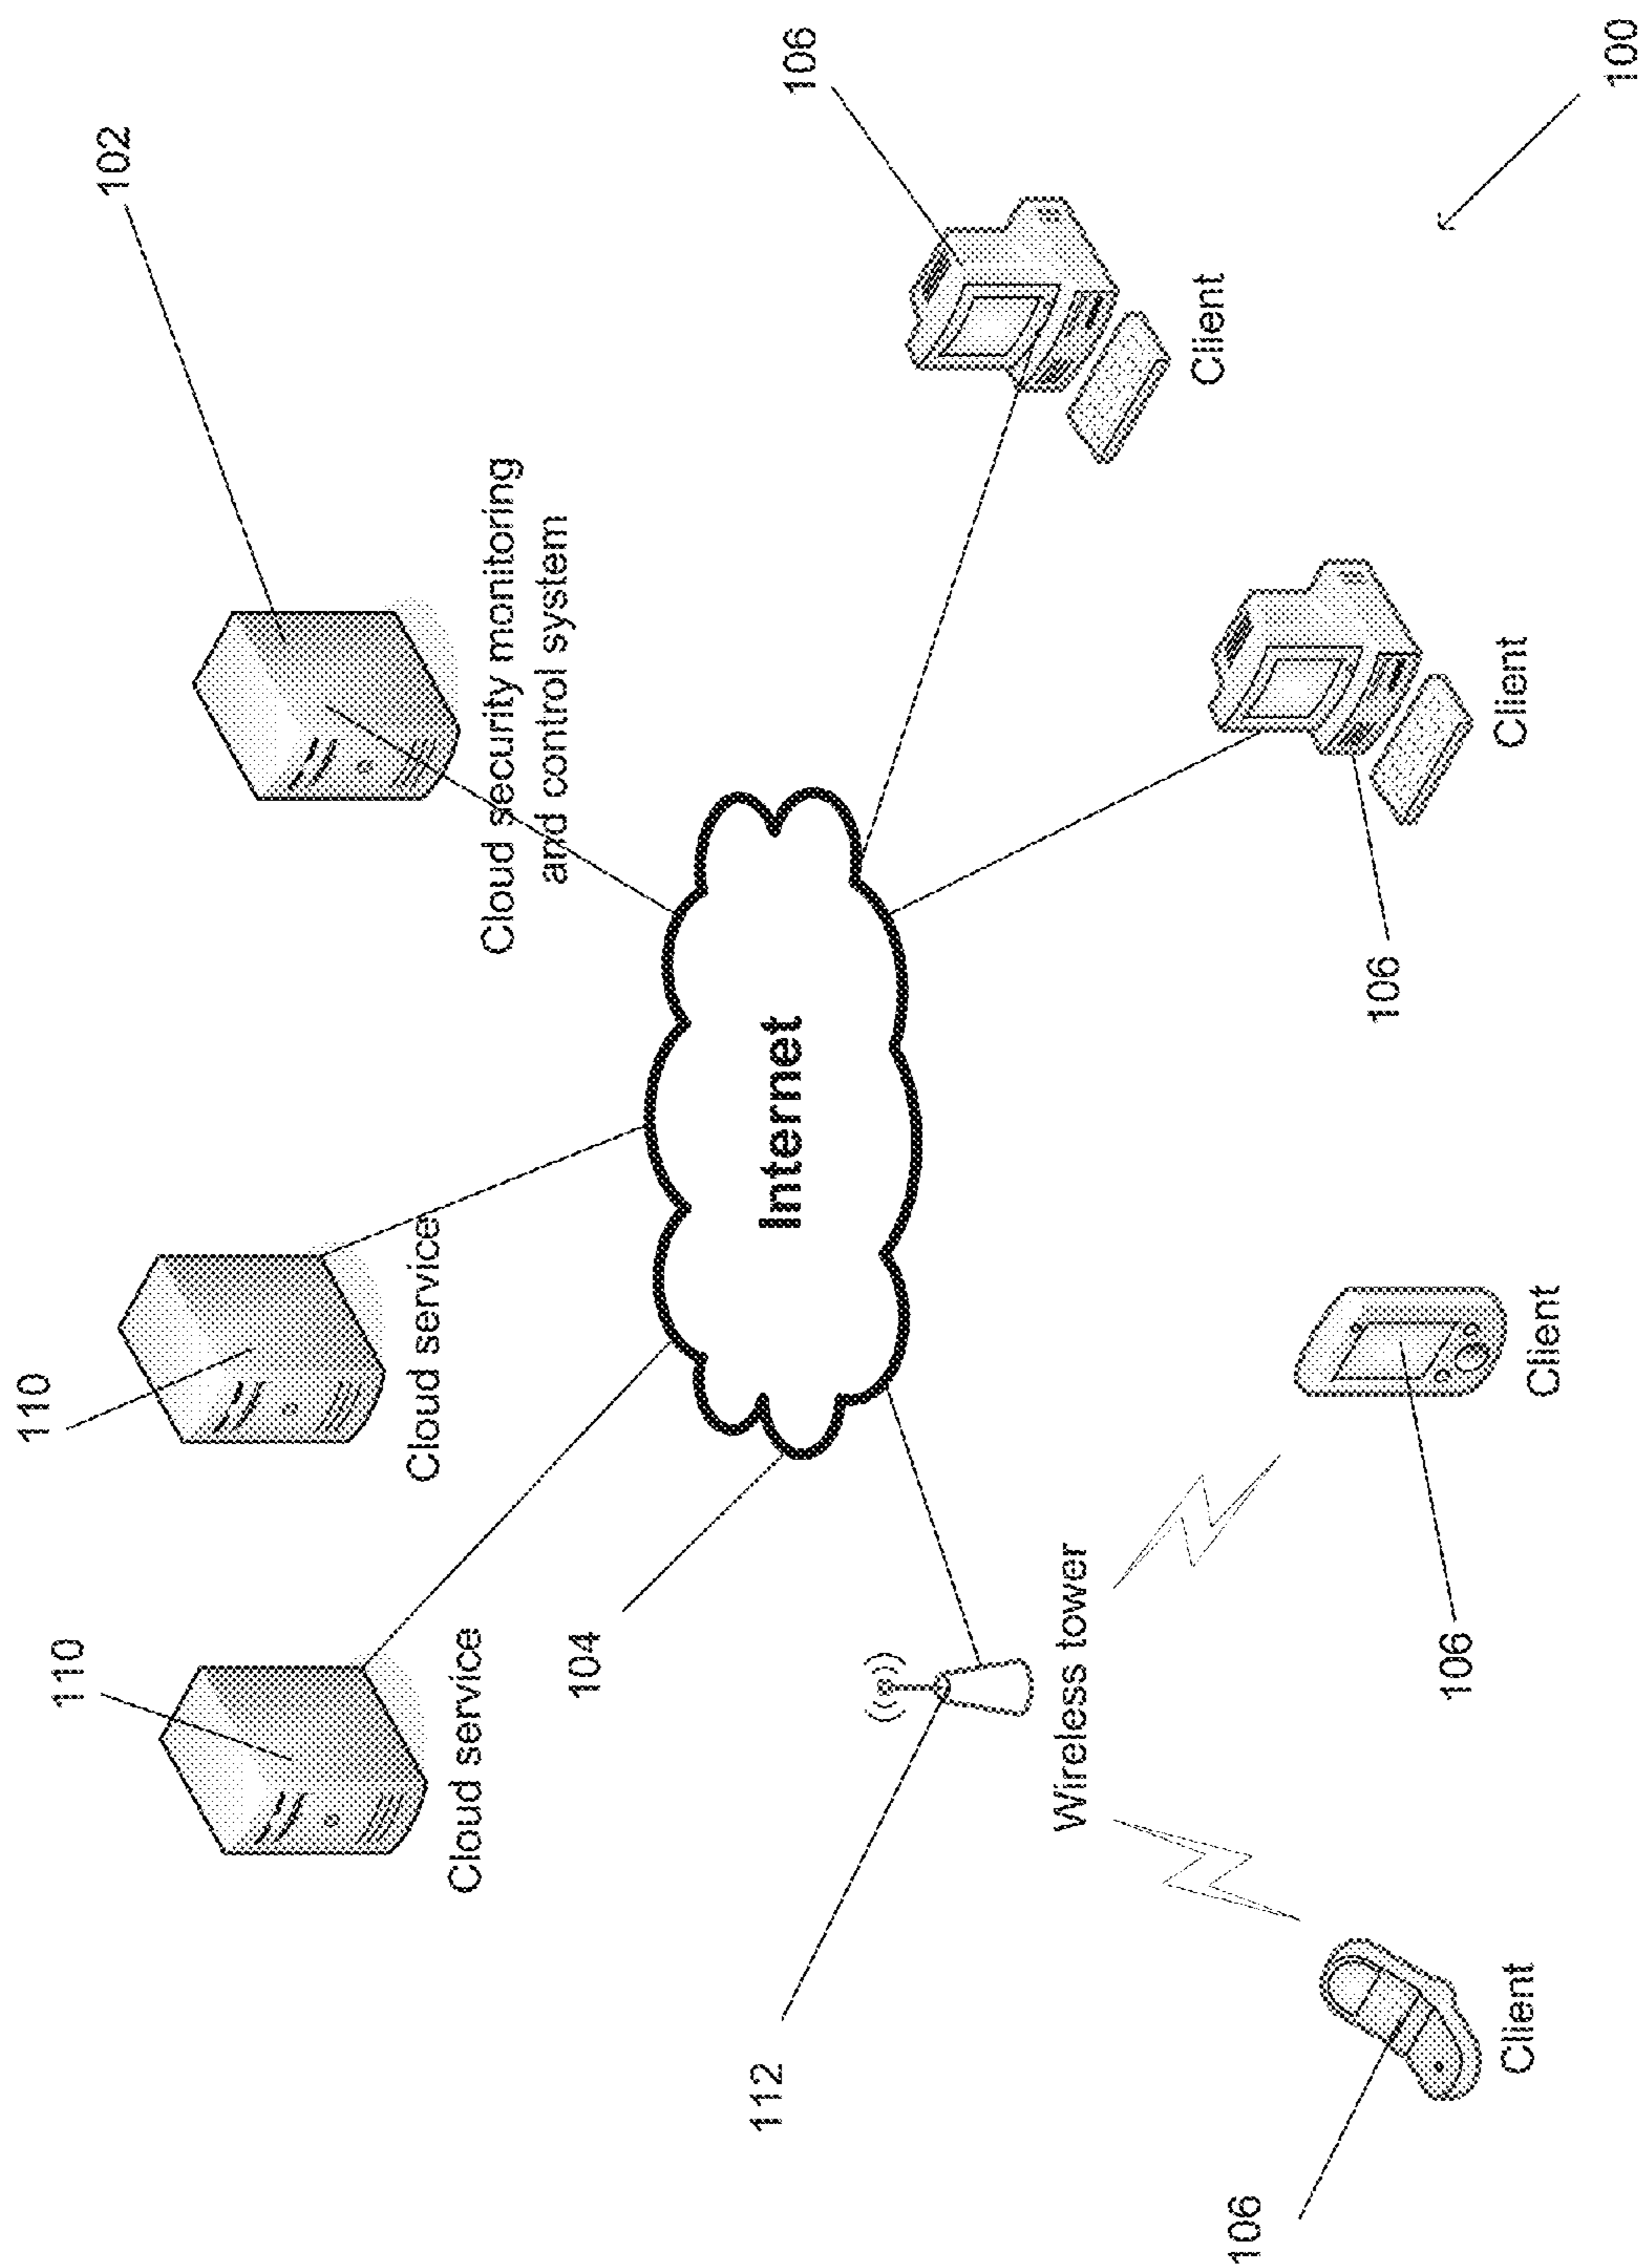 110
110
102
Cloud service
Cloud service
Cloud security monitoring
and control system
104
Internet
106
112
Wireless tower
Client
106
106
106
Client
Client
Client
100